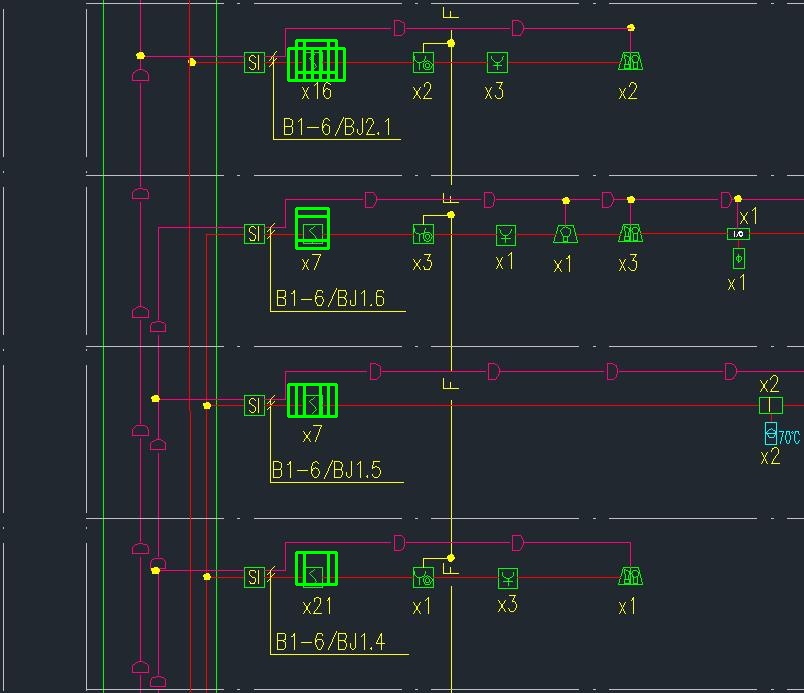 F
D D
SI
x16 x2 x3 x2
B1-6/BJ2.1
F
D D D D
x1
SI I/O
x7 x3 x1 x1 x3
x1
B1-6/BJ1.6
D D D D
F
x2
SI
x7 70℃
x2
B1-6/BJ1.5
D D
F
SI
x21 x1 x3 x1
B1-6/BJ1.4